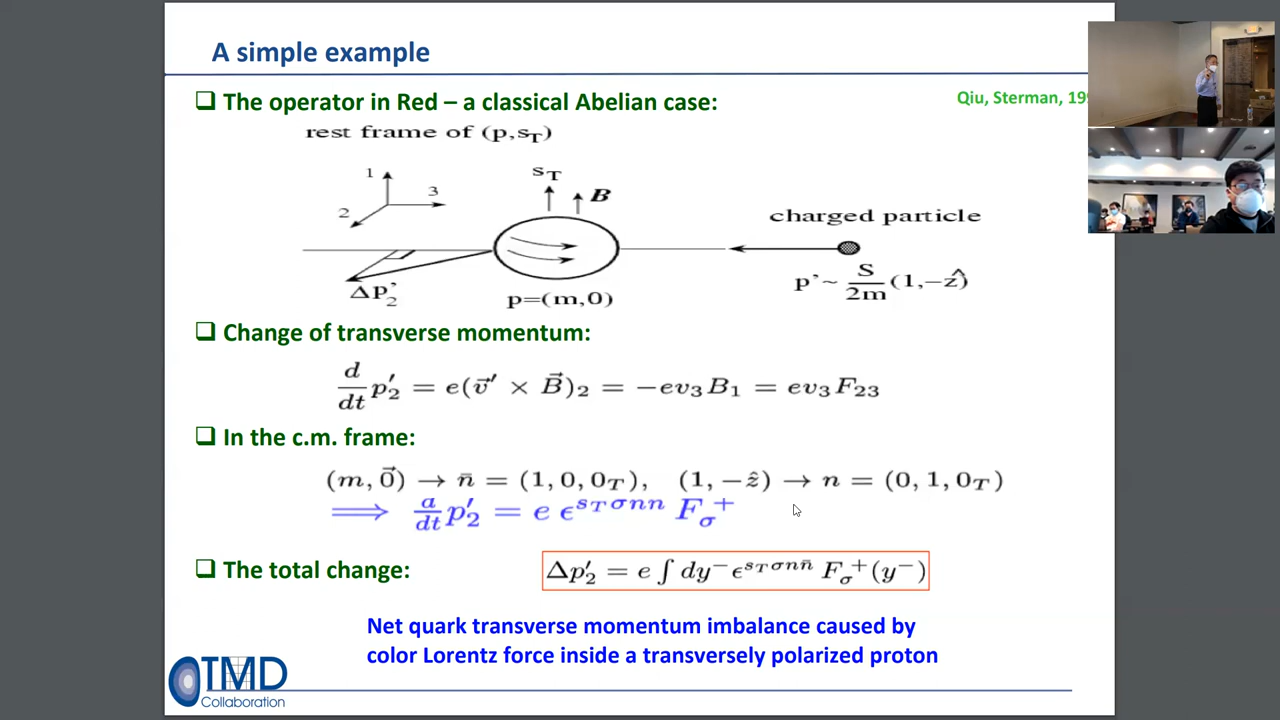 A simple example
❑ The operator in Red – a classical Abelian case:
Qiu, Sterman, 19
rest frame of (p,s_T)
1
3
2
s_T
B
charged particle
p'~ S/2m (1,−ẑ)
Δp'_2
p=(m,0)
❑ Change of transverse momentum:
d/dt p'_2 = e(v⃗' × B⃗)_2 = −ev_3B_1 = ev_3F_23
❑ In the c.m. frame:
(m, 0⃗) → n̄ = (1, 0, 0_T), (1, −ẑ) → n = (0, 1, 0_T)
⟹ d/dt p'_2 = e ϵ^{s_T σnn} F_σ^+
❑ The total change:
Δp'_2 = e ∫ dy^− ϵ^{s_T σnn̄} F_σ^+(y^−)
Net quark transverse momentum imbalance caused by
color Lorentz force inside a transversely polarized proton
TMD
Collaboration